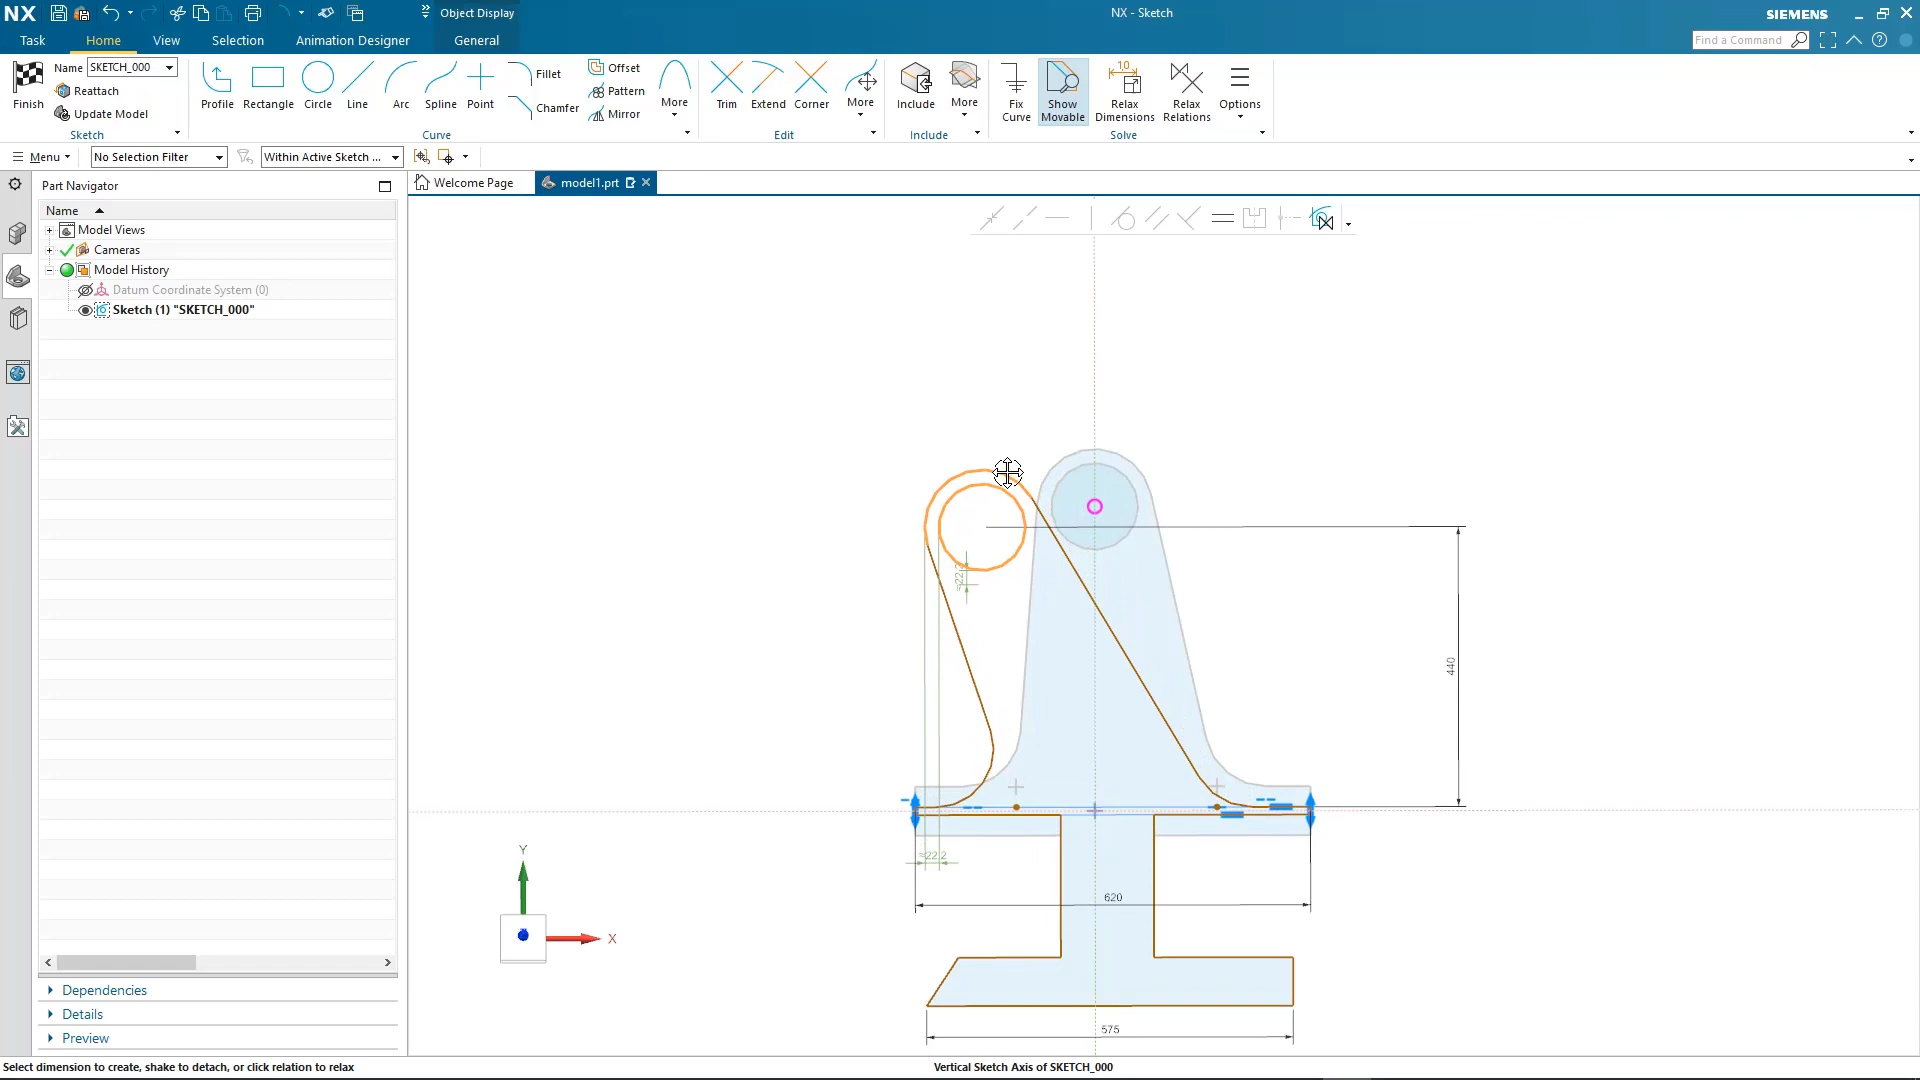 NX
Object Display
NX - Sketch
SIEMENS
Task
Home
View
Selection
Animation Designer
General
Find a Command
Name
SKETCH_000
Reattach
Update Model
Finish
Sketch
Profile
Rectangle
Circle
Line
Arc
Spline
Point
Fillet
Chamfer
Offset
Pattern
Mirror
More
Curve
Trim
Extend
Corner
More
Edit
Include
More
Include
Fix
Curve
Show
Movable
1,0
Relax
Dimensions
Relax
Relations
Options
Solve
Menu
No Selection Filter
Within Active Sketch ...
Part Navigator
Welcome Page
model1.prt
Name
Model Views
Cameras
Model History
Datum Coordinate System (0)
Sketch (1) "SKETCH_000"
440
≈22.2
620
575
Y
X
Dependencies
Details
Preview
Select dimension to create, shake to detach, or click relation to relax
Vertical Sketch Axis of SKETCH_000